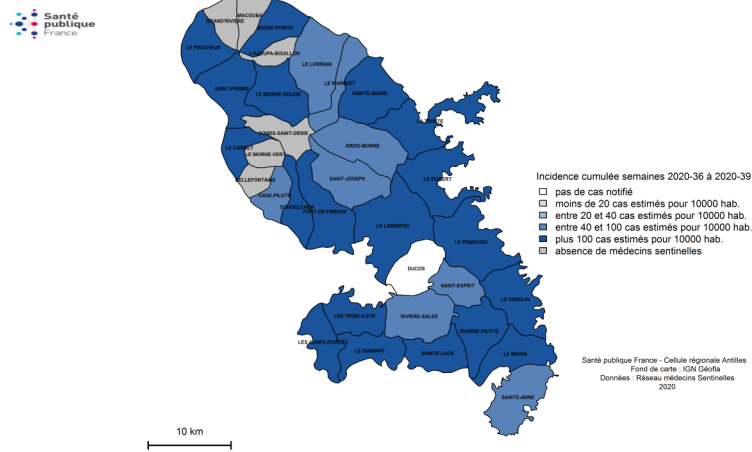 Santé
publique
France
MACOUBA
GRAND'RIVIERE
BASSE-POINTE
LE PRECHEUR
L'AJOUPA-BOUILLON
LE LORRAIN
LE MARIGOT
SAINT-PIERRE
LE MORNE-ROUGE
SAINTE-MARIE
LA TRINITE
FONDS-SAINT-DENIS
LE CARBET
GROS-MORNE
LE MORNE-VERT
BELLEFONTAINE
SAINT-JOSEPH
LE ROBERT
CASE-PILOTE
SCHOELCHER
FORT-DE-FRANCE
LE LAMENTIN
LE FRANCOIS
DUCOS
SAINT-ESPRIT
LE VAUCLIN
LES TROIS-ILETS
RIVIERE-SALEE
RIVIERE-PILOTE
LES ANSES-D'ARLET
LE DIAMANT
SAINTE-LUCE
LE MARIN
SAINTE-ANNE
Incidence cumulée semaines 2020-36 à 2020-39
pas de cas notifié
moins de 20 cas estimés pour 10000 hab.
entre 20 et 40 cas estimés pour 10000 hab.
entre 40 et 100 cas estimés pour 10000 hab.
plus 100 cas estimés pour 10000 hab.
absence de médecins sentinelles
Santé publique France - Cellule régionale Antilles
Fond de carte : IGN Géofla
Données : Réseau médecins Sentinelles
2020
10 km